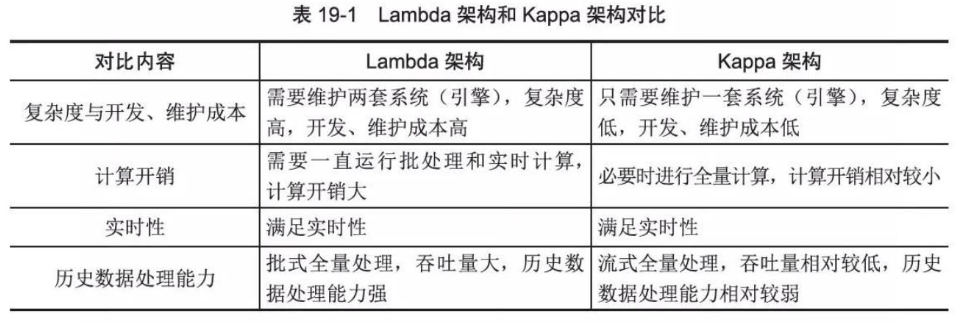 表 19-1 Lambda 架构和 Kappa 架构对比
对比内容 Lambda 架构 Kappa 架构
复杂度与开发、维护成本
需要维护两套系统（引擎），复杂度
高，开发、维护成本高
只需要维护一套系统（引擎），复杂度
低，开发、维护成本低
计算开销
需要一直运行批处理和实时计算，
计算开销大
必要时进行全量计算，计算开销相对较小
实时性 满足实时性 满足实时性
历史数据处理能力
批式全量处理，吞吐量大，历史数
据处理能力强
流式全量处理，吞吐量相对较低，历史
数据处理能力相对较弱